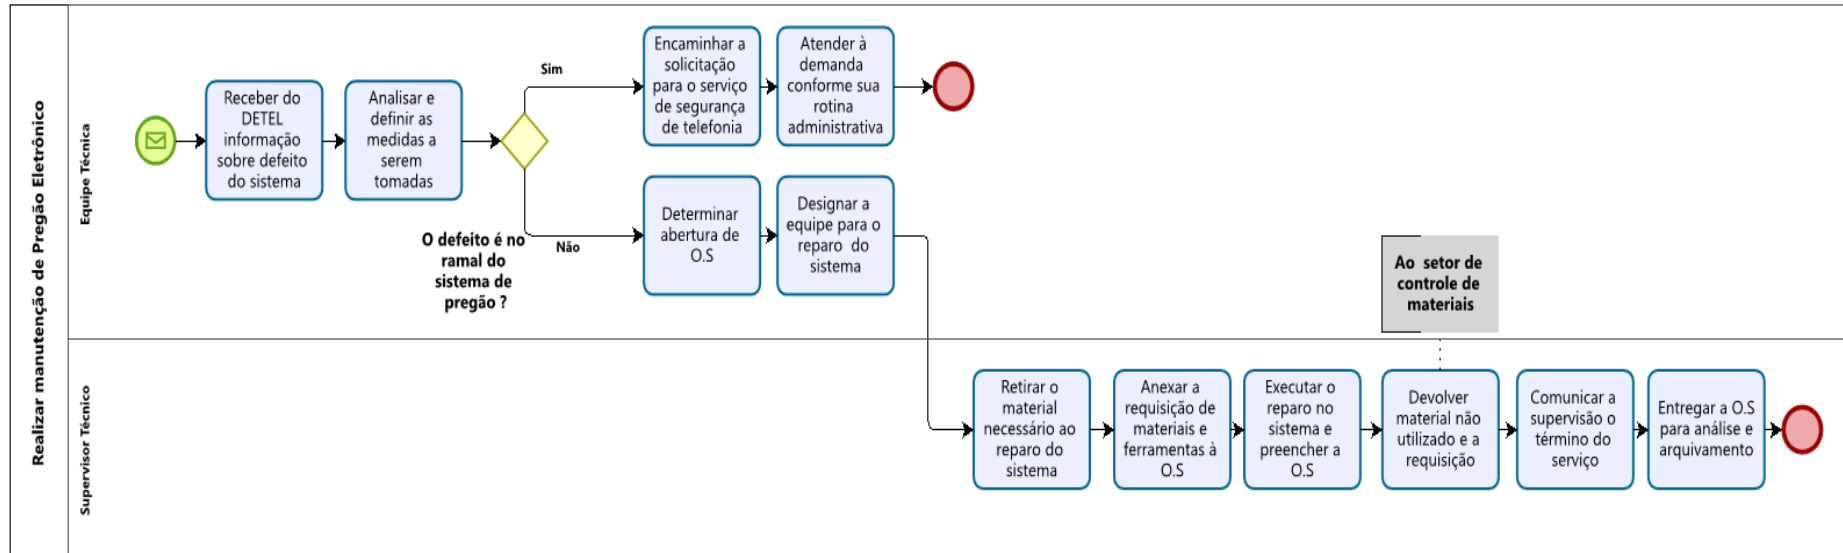 Realizar manutenção de Pregão Eletrônico
Equipe Técnica
Receber do
DETEL
informação
sobre defeito
do sistema
Analisar e
definir as
medidas a
serem
tomadas
O defeito é no
ramal do
sistema de
pregão ?
Sim
Encaminhar a
solicitação
para o serviço
de segurança
de telefonia
Atender à
demanda
conforme sua
rotina
administrativa
Não
Determinar
abertura de
O.S
Designar a
equipe para o
reparo do
sistema
Ao setor de
controle de
materiais
Supervisor Técnico
Retirar o
material
necessário ao
reparo do
sistema
Anexar a
requisição de
materiais e
ferramentas à
O.S
Executar o
reparo no
sistema e
preencher a
O.S
Devolver
material não
utilizado e a
requisição
Comunicar a
supervisão o
término do
serviço
Entregar a O.S
para análise e
arquivamento